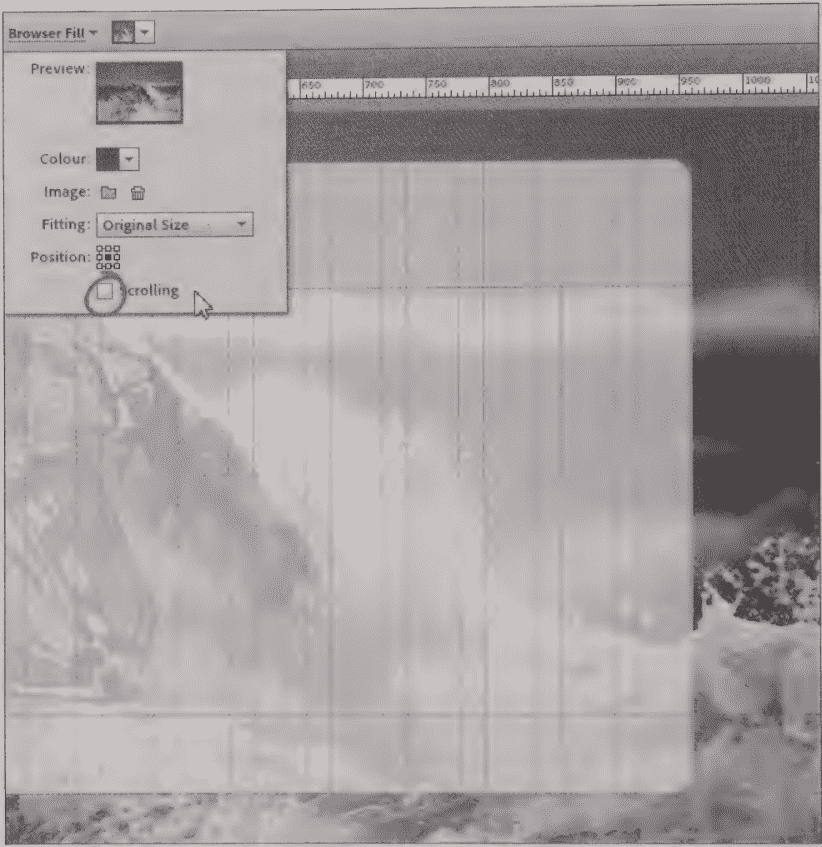 Browser Fill
Preview:
650 700 750 800 850 900 950 1000
Colour:
Image:
Fitting: Original Size
Position:
Scrolling